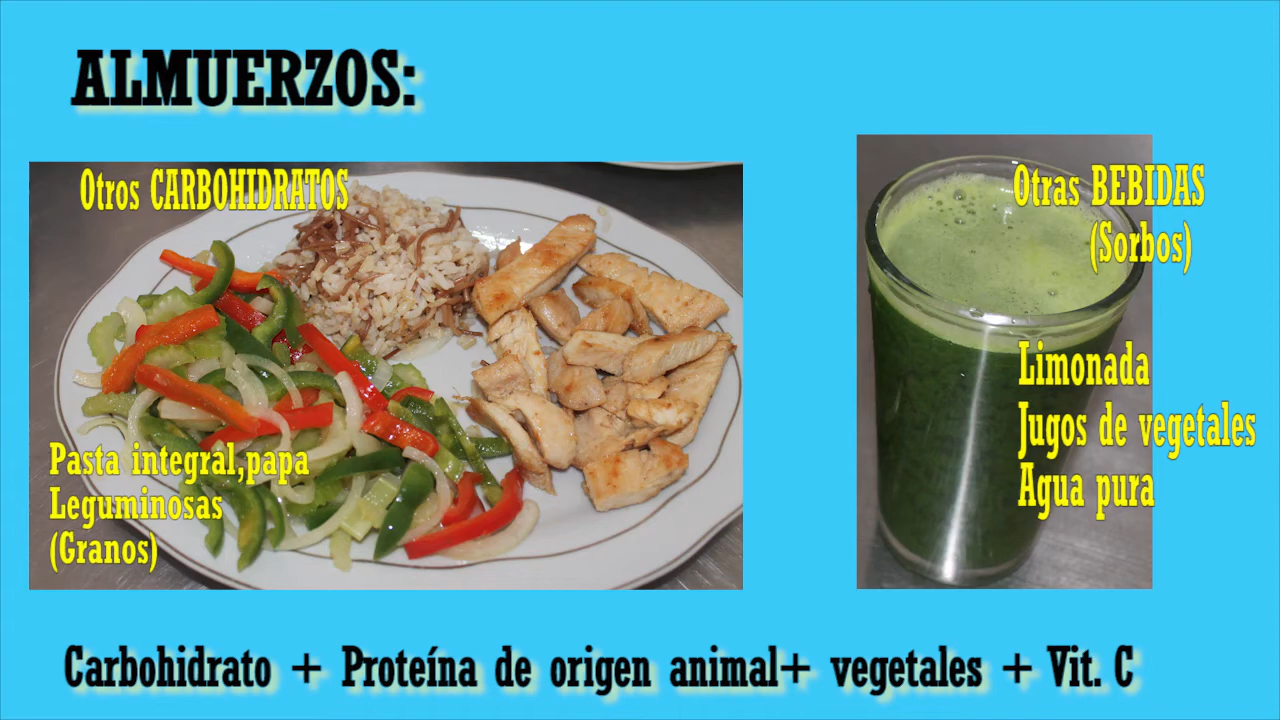 ALMUERZOS:
Otros CARBOHIDRATOS
Pasta integral,papa
Leguminosas
(Granos)
Otras BEBIDAS
(Sorbos)
Limonada
Jugos de vegetales
Agua pura
Carbohidrato + Proteína de origen animal+ vegetales + Vit. C